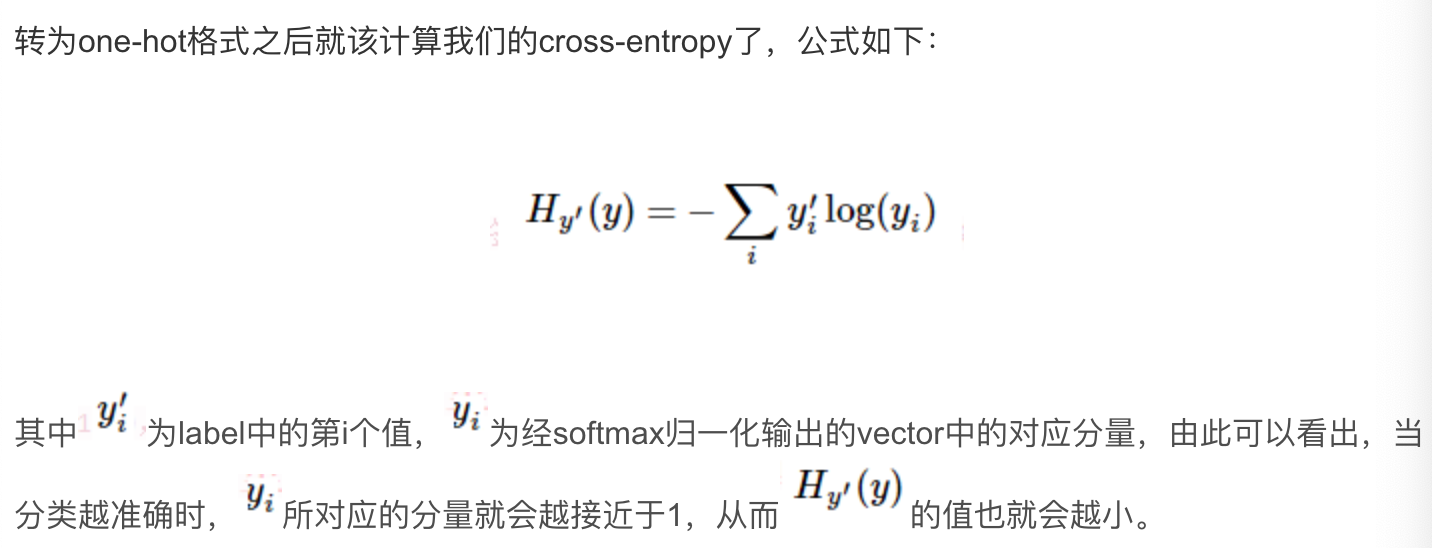 转为one-hot格式之后就该计算我们的cross-entropy了，公式如下：
H_{y'}(y) = -\sum_i y'_i \log(y_i)
其中 y'_i 为label中的第i个值， y_i 为经softmax归一化输出的vector中的对应分量，由此可以看出，当
分类越准确时， y_i 所对应的分量就会越接近于1，从而 H_{y'}(y) 的值也就会越小。